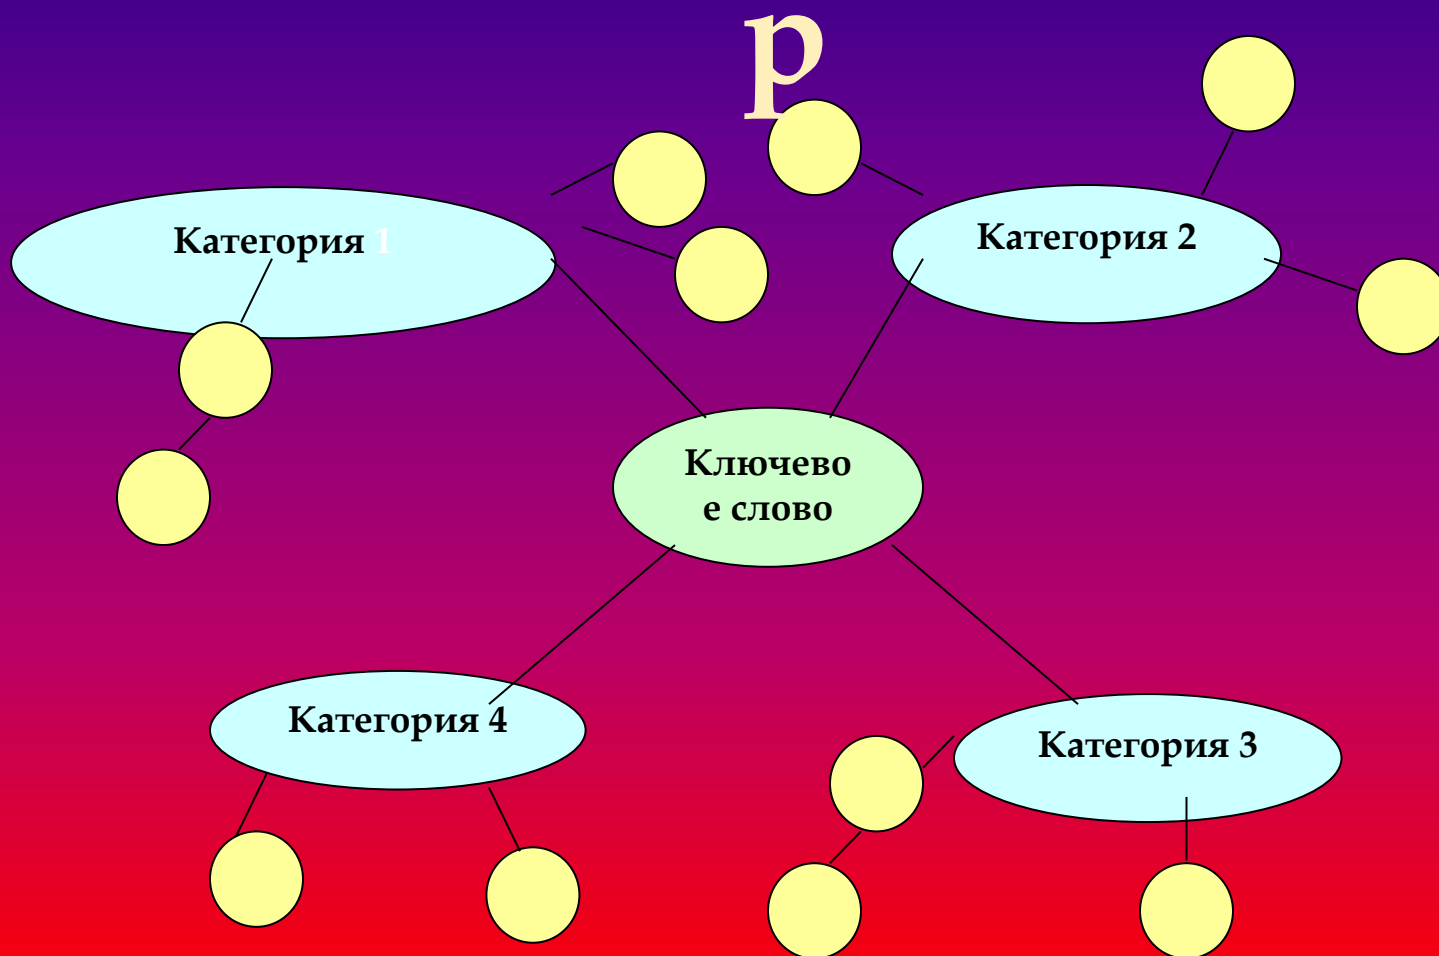 р
Категория 1
Категория 2
Ключево
е слово
Категория 4
Категория 3